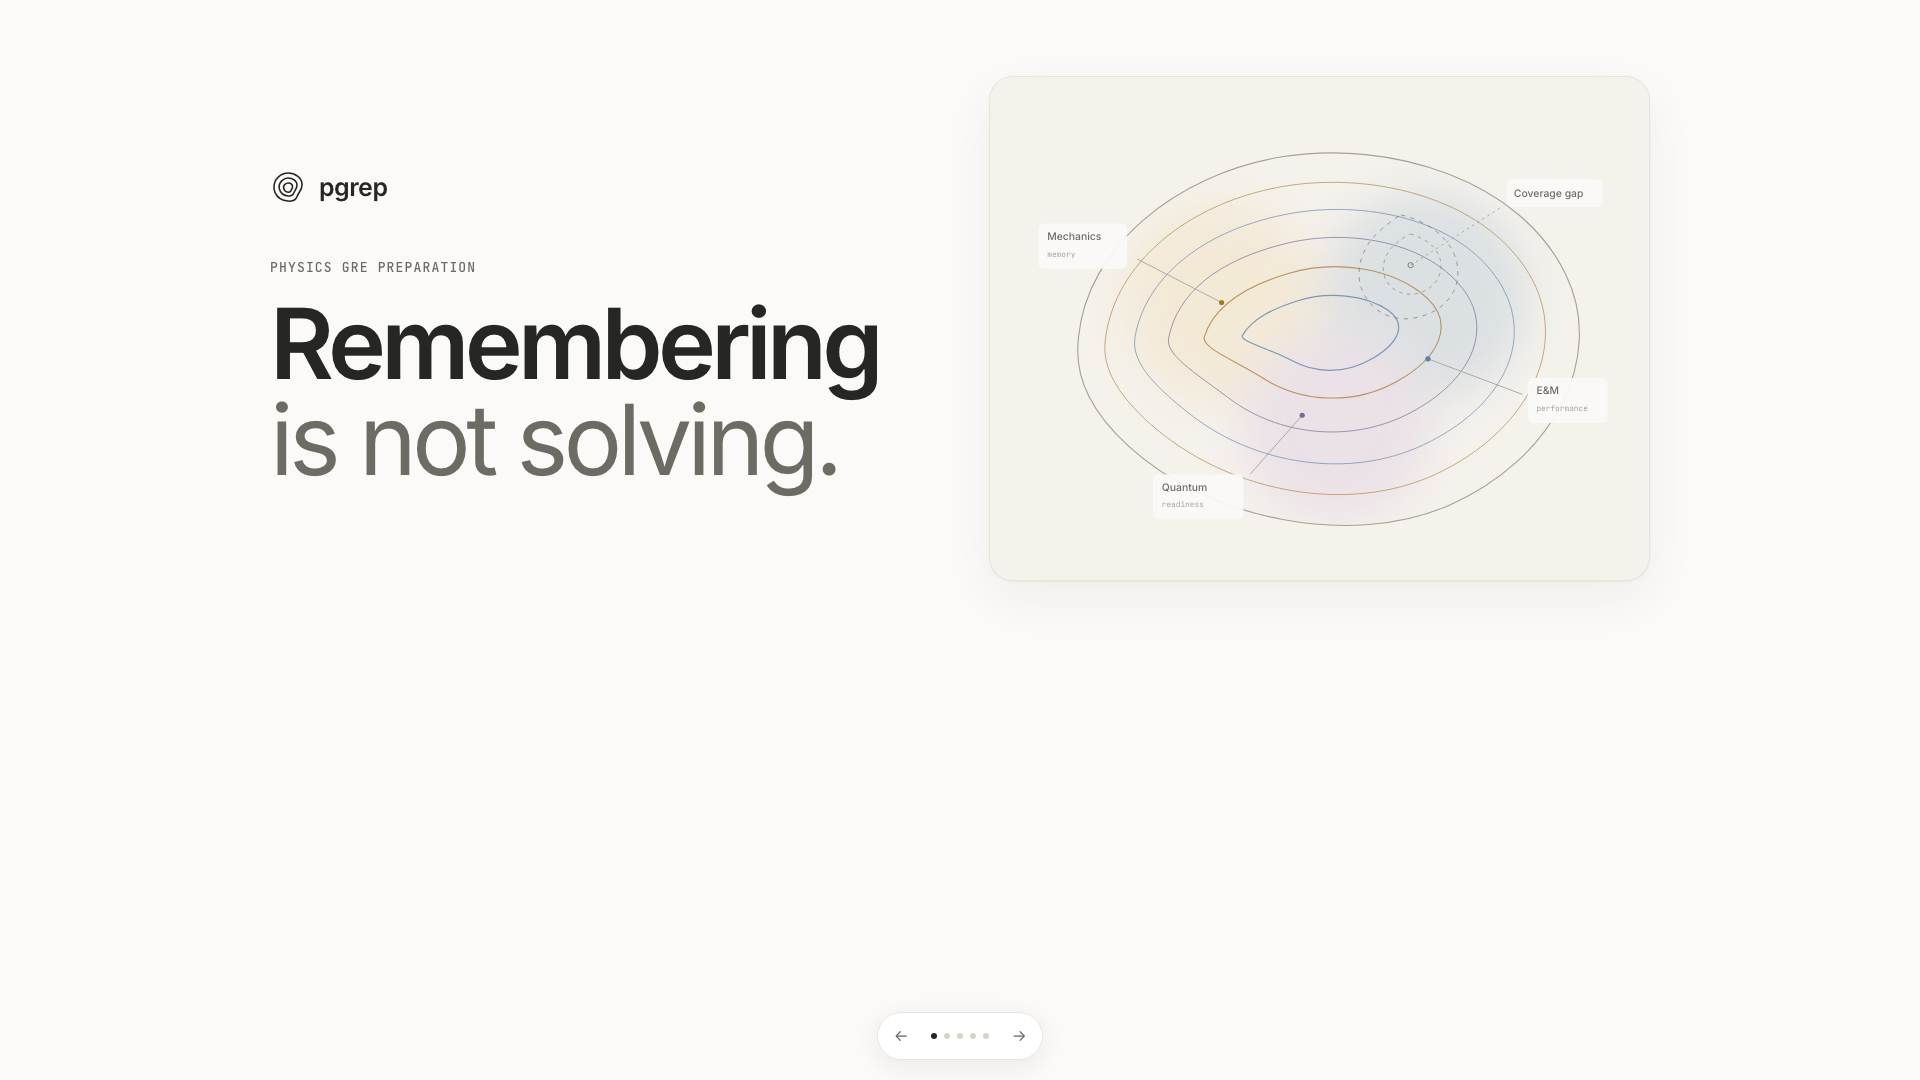 pgrep
PHYSICS GRE PREPARATION
Remembering
is not solving.
Coverage gap
Mechanics
memory
E&M
performance
Quantum
readiness